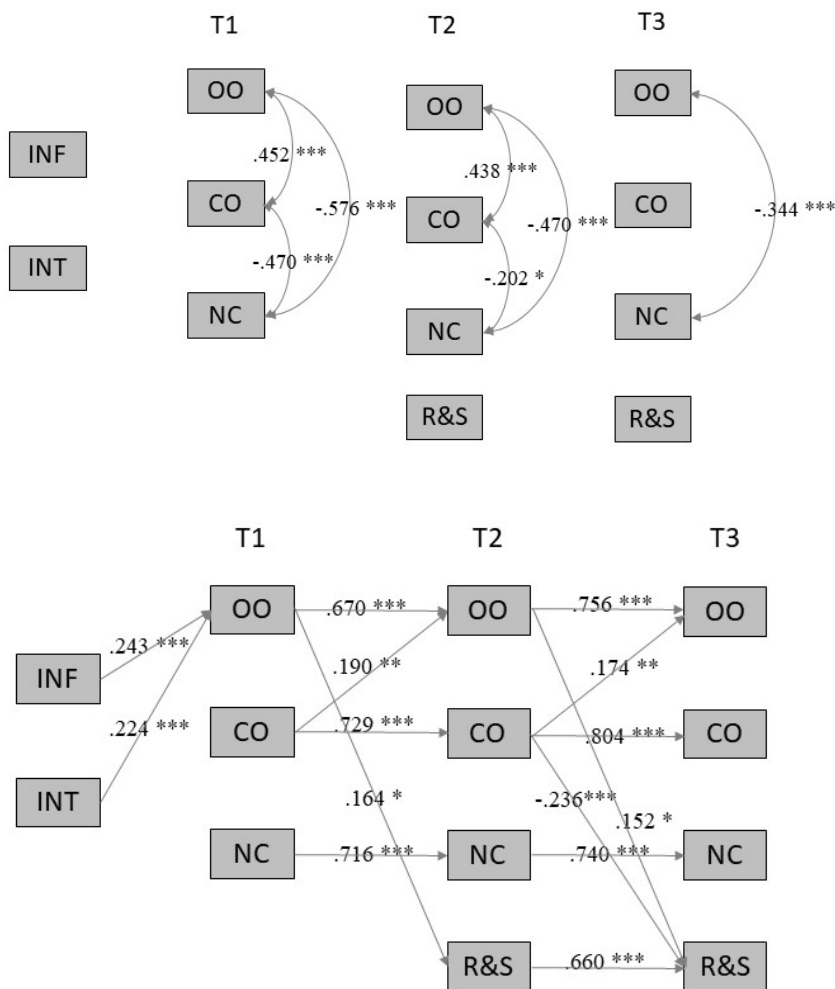 T1 T2 T3
OO OO OO
INF
.452 *** .438 ***
CO CO CO
-.576 *** -.470 *** -.344 ***
INT
-.470 *** -.202 *
NC NC NC
R&S R&S
T1 T2 T3
OO .670 *** OO .756 *** OO
.243 ***
INF .190 ** .174 **
.224 *** CO .729 *** CO .804 *** CO
INT .164 * -.236*** .152 *
NC .716 *** NC .740 *** NC
R&S .660 *** R&S